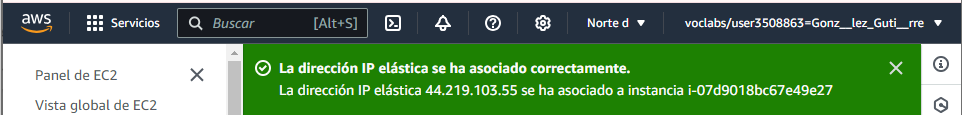 aws Servicios Buscar [Alt+S] Norte d voclabs/user3508863=Gonz__lez_Guti__rre
Panel de EC2
Vista global de EC2
La dirección IP elástica se ha asociado correctamente.
La dirección IP elástica 44.219.103.55 se ha asociado a instancia i-07d9018bc67e49e27